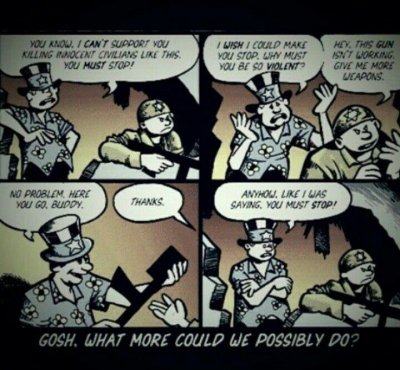 YOU KNOW, I CAN'T SUPPORT YOU
KILLING INNOCENT CIVILIANS LIKE THIS.
YOU MUST STOP!
I WISH I COULD MAKE
YOU STOP. WHY MUST
YOU BE SO VIOLENT?
HEY, THIS GUN
ISN'T WORKING.
GIVE ME MORE
WEAPONS.
NO PROBLEM. HERE
YOU GO, BUDDY.
THANKS.
ANYHOW, LIKE I WAS
SAYING, YOU MUST STOP!
GOSH, WHAT MORE COULD WE POSSIBLY DO?